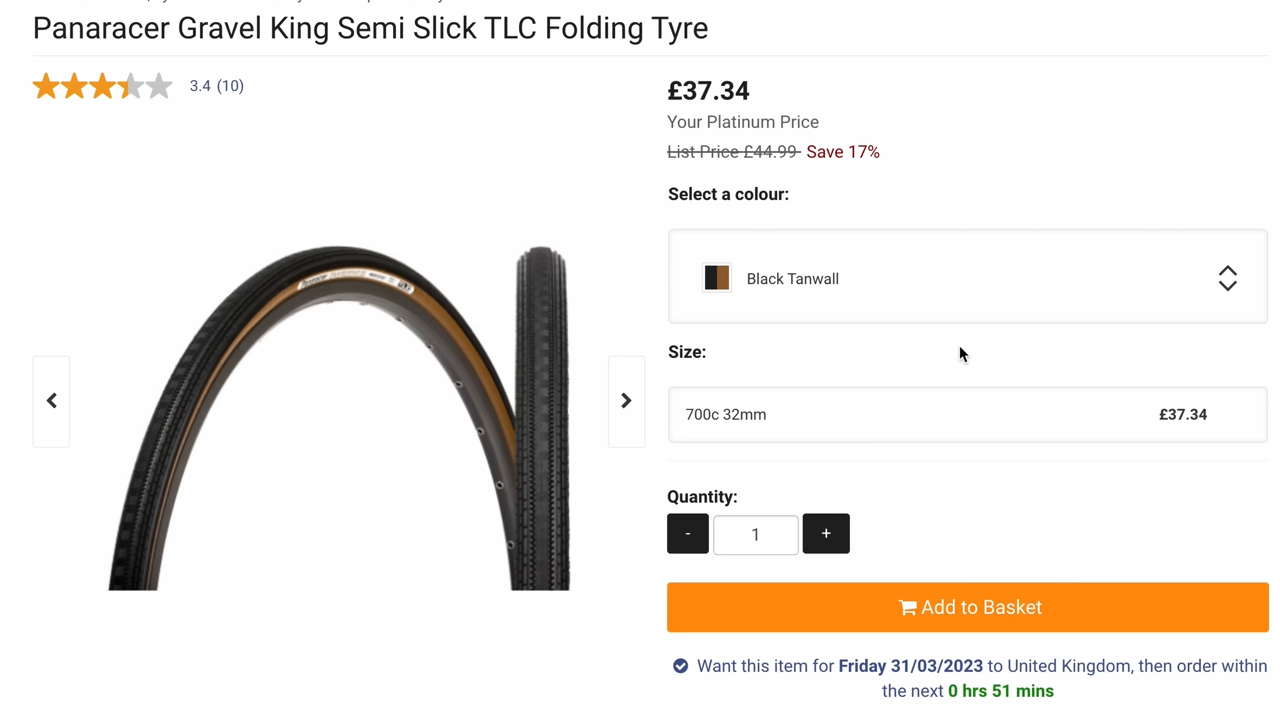 Panaracer Gravel King Semi Slick TLC Folding Tyre
3.4 (10)
£37.34
Your Platinum Price
List Price £44.99 Save 17%
Select a colour:
Black Tanwall
Size:
700c 32mm £37.34
Quantity:
- 1 +
Add to Basket
Want this item for Friday 31/03/2023 to United Kingdom, then order within
the next 0 hrs 51 mins